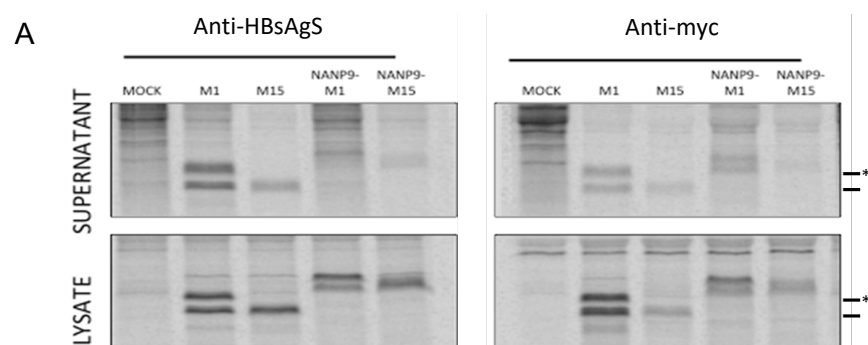 A
Anti-HBsAgS
Anti-myc
MOCK M1 M15 NANP9-M1 NANP9-M15
MOCK M1 M15 NANP9-M1 NANP9-M15
SUPERNATANT
*
LYSATE
*